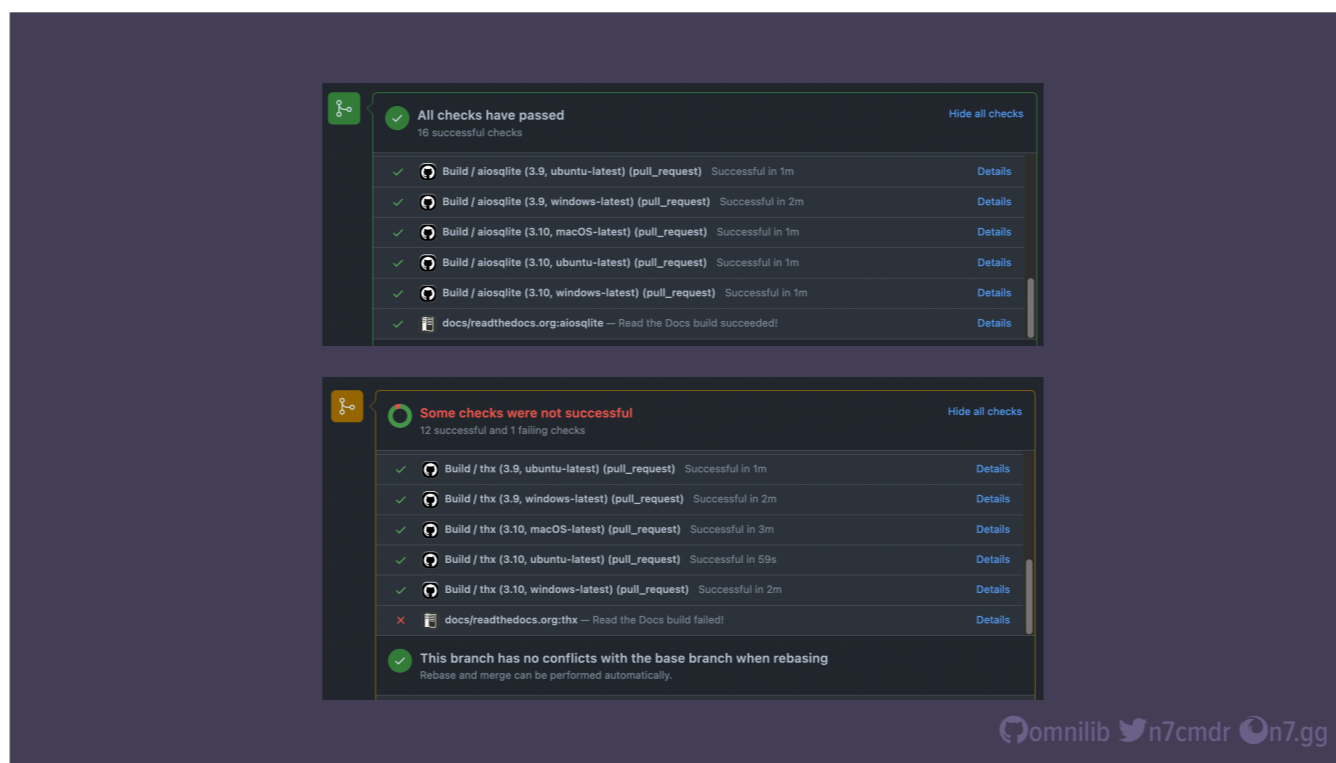 All checks have passed
Hide all checks
16 successful checks
Build / aiosqlite (3.9, ubuntu-latest) (pull_request) Successful in 1m Details
Build / aiosqlite (3.9, windows-latest) (pull_request) Successful in 2m Details
Build / aiosqlite (3.10, macOS-latest) (pull_request) Successful in 1m Details
Build / aiosqlite (3.10, ubuntu-latest) (pull_request) Successful in 1m Details
Build / aiosqlite (3.10, windows-latest) (pull_request) Successful in 1m Details
docs/readthedocs.org:aiosqlite — Read the Docs build succeeded! Details
Some checks were not successful
Hide all checks
12 successful and 1 failing checks
Build / thx (3.9, ubuntu-latest) (pull_request) Successful in 1m Details
Build / thx (3.9, windows-latest) (pull_request) Successful in 2m Details
Build / thx (3.10, macOS-latest) (pull_request) Successful in 3m Details
Build / thx (3.10, ubuntu-latest) (pull_request) Successful in 59s Details
Build / thx (3.10, windows-latest) (pull_request) Successful in 2m Details
docs/readthedocs.org:thx — Read the Docs build failed! Details
This branch has no conflicts with the base branch when rebasing
Rebase and merge can be performed automatically.
omnilib n7cmdr n7.gg